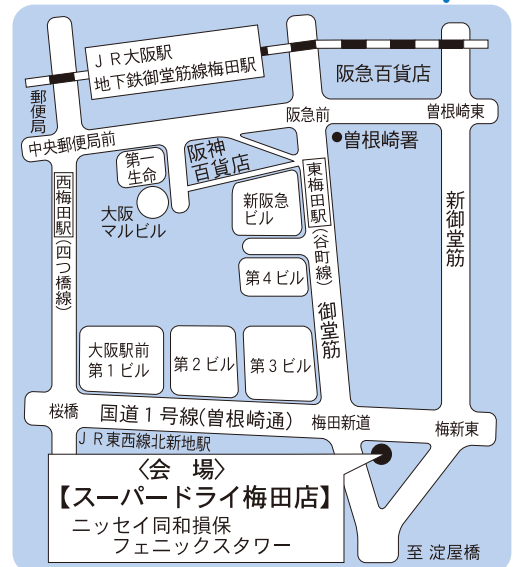 JR大阪駅
地下鉄御堂筋線梅田駅
阪急百貨店
郵便局
中央郵便局前
阪急前
曽根崎東
曽根崎署
第一
生命
阪神
百貨店
大阪
マルビル
新阪急
ビル
東梅田駅(谷町線)
西梅田駅(四つ橋線)
新御堂筋
第4ビル
御堂筋
大阪駅前
第1ビル
第2ビル
第3ビル
桜橋
国道1号線(曽根崎通)
梅田新道
梅新東
JR東西線北新地駅
〈会 場〉
【スーパードライ梅田店】
ニッセイ同和損保
フェニックスタワー
至 淀屋橋